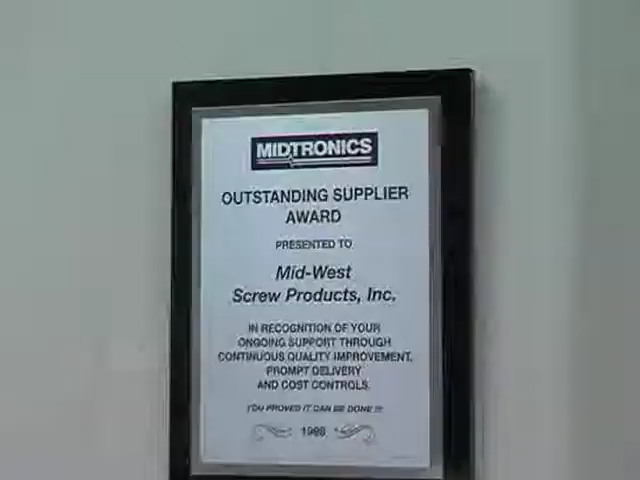 MIDTRONICS
OUTSTANDING SUPPLIER
AWARD
PRESENTED TO
Mid-West
Screw Products, Inc.
IN RECOGNITION OF YOUR
ONGOING SUPPORT THROUGH
CONTINUOUS QUALITY IMPROVEMENT,
PROMPT DELIVERY
AND COST CONTROLS.
YOU PROVED IT CAN BE DONE !!!